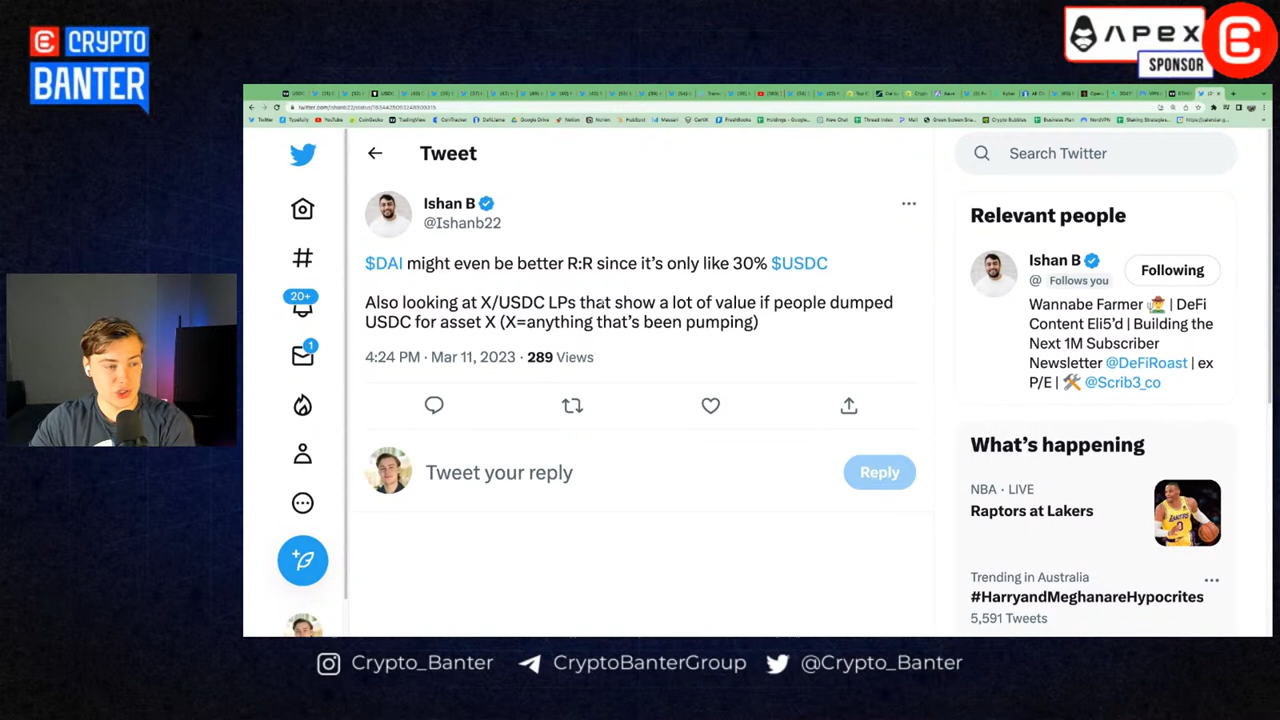 CRYPTO
BANTER
APEX
SPONSOR
Tweet
Search Twitter
Ishan B
@Ishanb22
$DAI might even be better R:R since it's only like 30% $USDC
Also looking at X/USDC LPs that show a lot of value if people dumped
USDC for asset X (X=anything that's been pumping)
4:24 PM · Mar 11, 2023 · 289 Views
Tweet your reply
Reply
20+
1
Relevant people
Ishan B
@ Follows you
Following
Wannabe Farmer | DeFi
Content Eli5'd | Building the
Next 1M Subscriber
Newsletter @DeFiRoast | ex
P/E | @Scrib3_co
What's happening
NBA · LIVE
Raptors at Lakers
Trending in Australia
#HarryandMeghanareHypocrites
5,591 Tweets
Crypto_Banter
CryptoBanterGroup
@Crypto_Banter